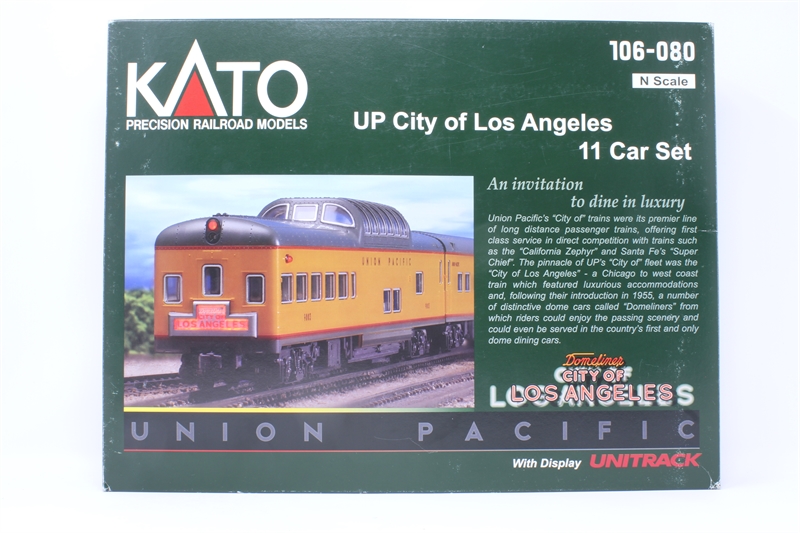 KATO
PRECISION RAILROAD MODELS
106-080
N Scale
UP City of Los Angeles
11 Car Set
An invitation
to dine in luxury
Union Pacific's "City of" trains were its premier line
of long distance passenger trains, offering first
class service in direct competition with trains such
as the "California Zephyr" and Santa Fe's "Super
Chief". The pinnacle of UP's "City of" fleet was the
"City of Los Angeles" - a Chicago to west coast
train which featured luxurious accommodations
and, following their introduction in 1955, a number
of distinctive dome cars called "Domeliners" from
which riders could enjoy the passing scenery and
could even be served in the country's first and only
dome dining cars.
UNION PACIFIC
CITY OF
LOS ANGELES
Domeliner
CITY OF
LOS ANGELES
UNION PACIFIC
With Display UNITRACK